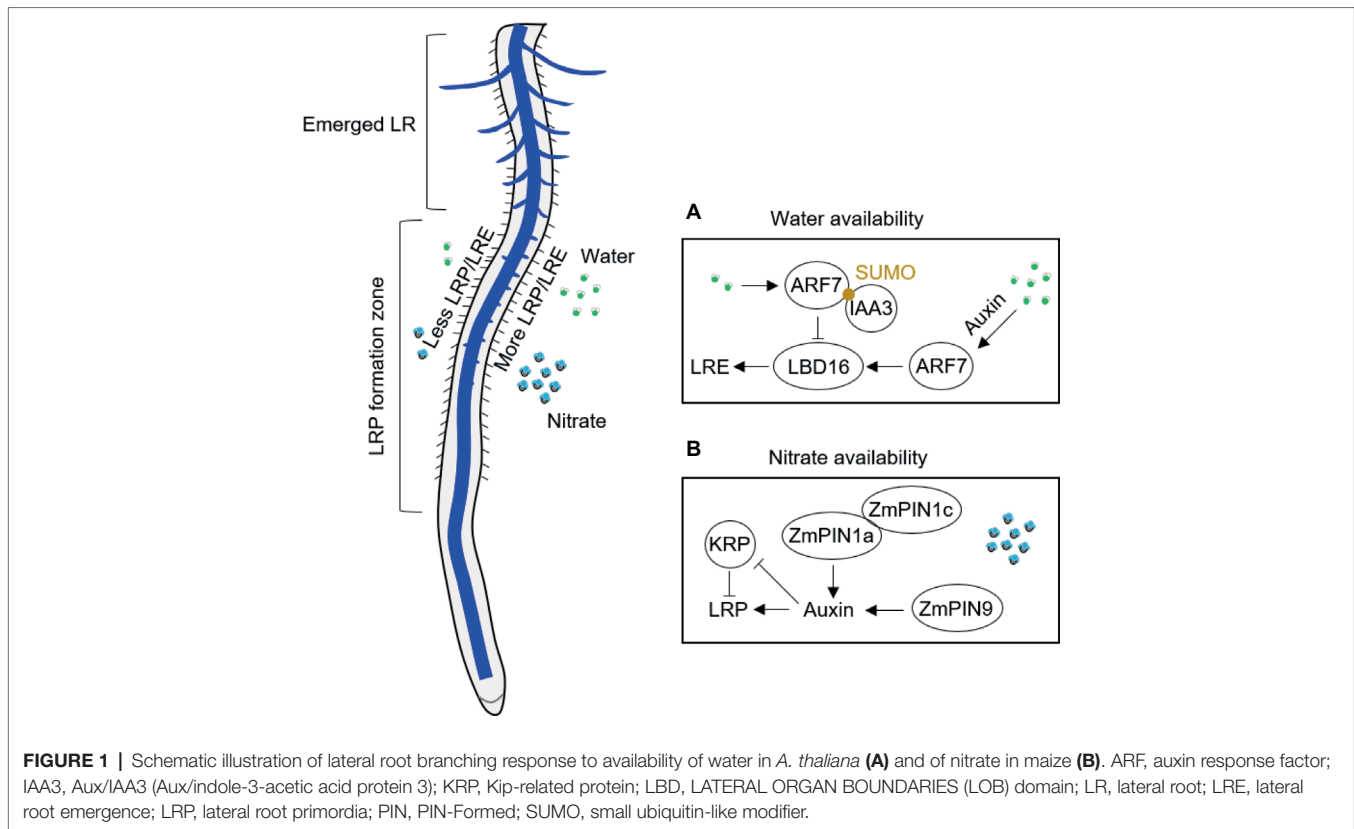 Emerged LR
LRP formation zone
Less LRP/LRE
More LRP/LRE
Water
Nitrate
A
Water availability
SUMO
ARF7
IAA3
Auxin
LRE
LBD16
ARF7
B
Nitrate availability
ZmPIN1c
ZmPIN1a
KRP
LRP
Auxin
ZmPIN9
FIGURE 1 | Schematic illustration of lateral root branching response to availability of water in A. thaliana (A) and of nitrate in maize (B). ARF, auxin response factor;
IAA3, Aux/IAA3 (Aux/indole-3-acetic acid protein 3); KRP, Kip-related protein; LBD, LATERAL ORGAN BOUNDARIES (LOB) domain; LR, lateral root; LRE, lateral
root emergence; LRP, lateral root primordia; PIN, PIN-Formed; SUMO, small ubiquitin-like modifier.